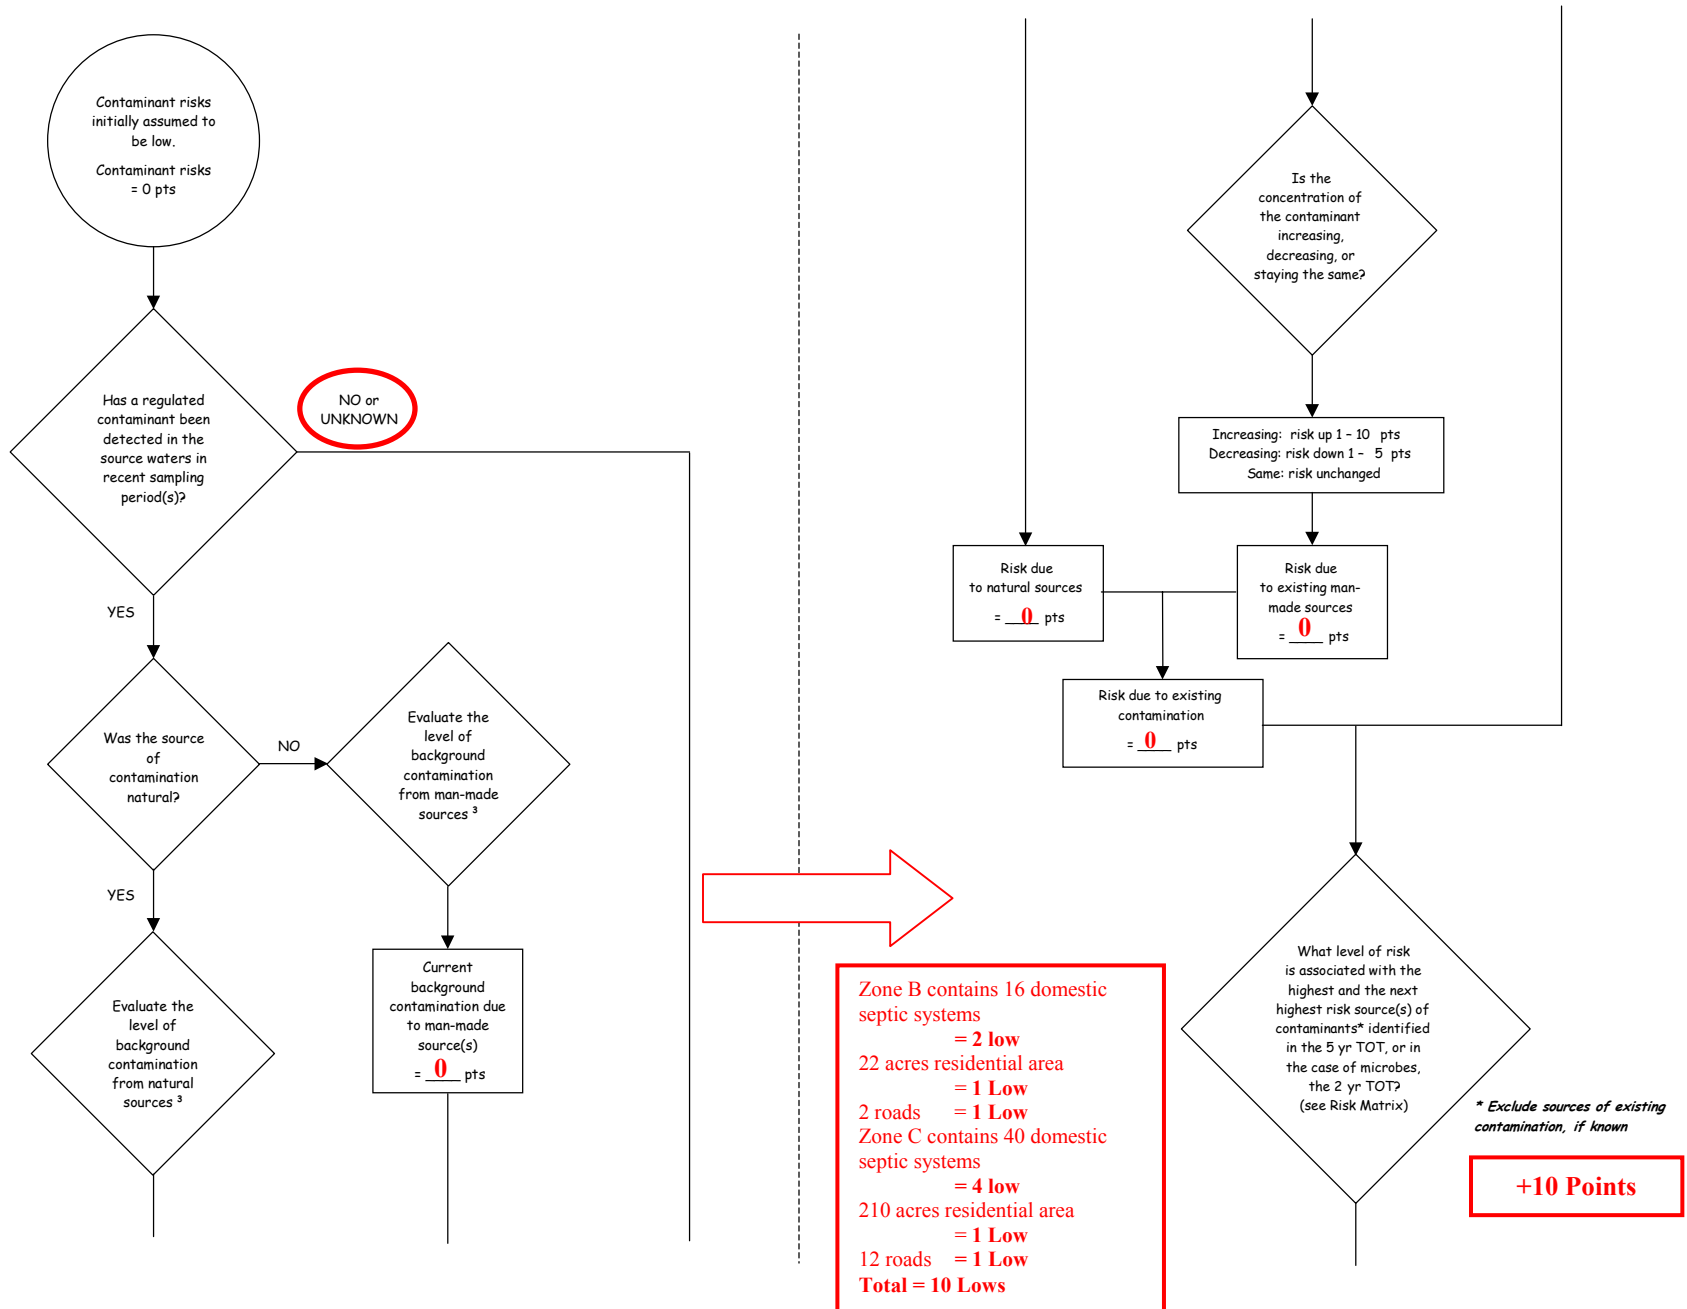 Contaminant risks
initially assumed to
be low.
Contaminant risks
= 0 pts
Has a regulated
contaminant been
detected in the
source waters in
recent sampling
period(s)?
NO or
UNKNOWN
YES
Was the source
of
contamination
natural?
NO
Evaluate the
level of
background
contamination
from man-made
sources ³
YES
Evaluate the
level of
background
contamination
from natural
sources ³
Current
background
contamination due
to man-made
source(s)
= 0 pts
Is the
concentration of
the contaminant
increasing,
decreasing, or
staying the same?
Increasing: risk up 1 – 10 pts
Decreasing: risk down 1 – 5 pts
Same: risk unchanged
Risk due
to natural sources
= 0 pts
Risk due
to existing man-
made sources
= 0 pts
Risk due to existing
contamination
= 0 pts
What level of risk
is associated with the
highest and the next
highest risk source(s) of
contaminants* identified
in the 5 yr TOT, or in
the case of microbes,
the 2 yr TOT?
(see Risk Matrix)
* Exclude sources of existing
contamination, if known
+10 Points
Zone B contains 16 domestic
septic systems
= 2 low
22 acres residential area
= 1 Low
2 roads = 1 Low
Zone C contains 40 domestic
septic systems
= 4 low
210 acres residential area
= 1 Low
12 roads = 1 Low
Total = 10 Lows